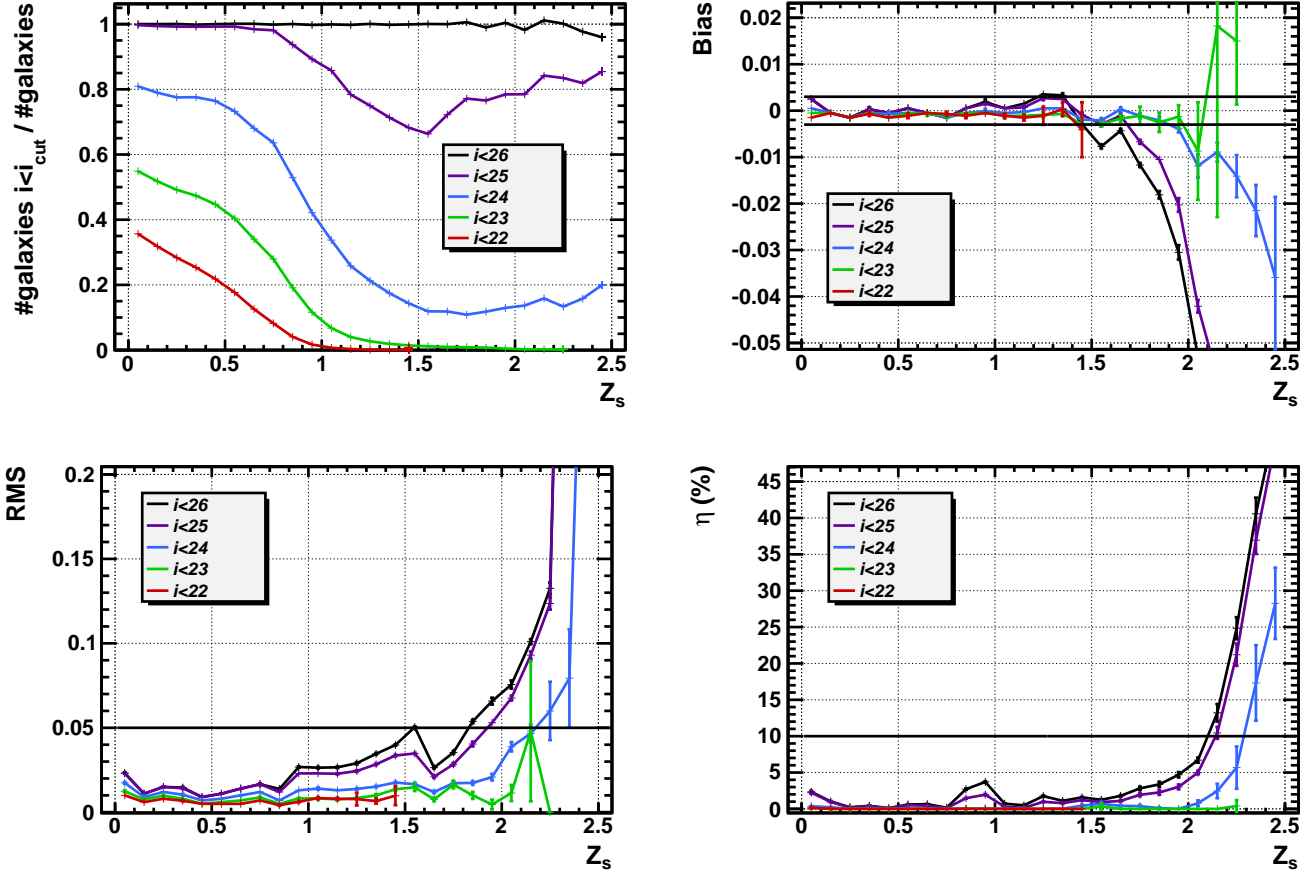 #galaxies i<i_cut / #galaxies
1
0.8
0.6
0.4
0.2
0
i<26
i<25
i<24
i<23
i<22
0 0.5 1 1.5 2 2.5
Z_s
Bias
0.02
0.01
0
-0.01
-0.02
-0.03
-0.04
-0.05
i<26
i<25
i<24
i<23
i<22
0 0.5 1 1.5 2 2.5
Z_s
RMS
0.2
0.15
0.1
0.05
0
i<26
i<25
i<24
i<23
i<22
0 0.5 1 1.5 2 2.5
Z_s
η (%)
45
40
35
30
25
20
15
10
5
0
i<26
i<25
i<24
i<23
i<22
0 0.5 1 1.5 2 2.5
Z_s